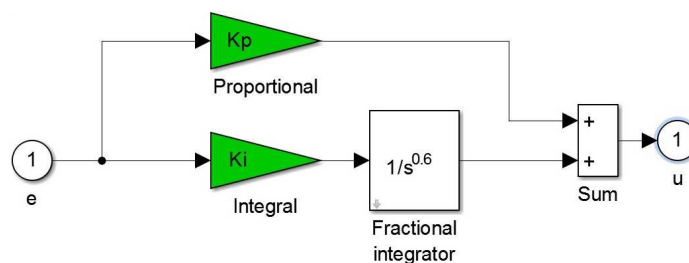 Kp
Proportional
1
e
Ki
Integral
1/s^0.6
Fractional
integrator
+
+
Sum
1
u